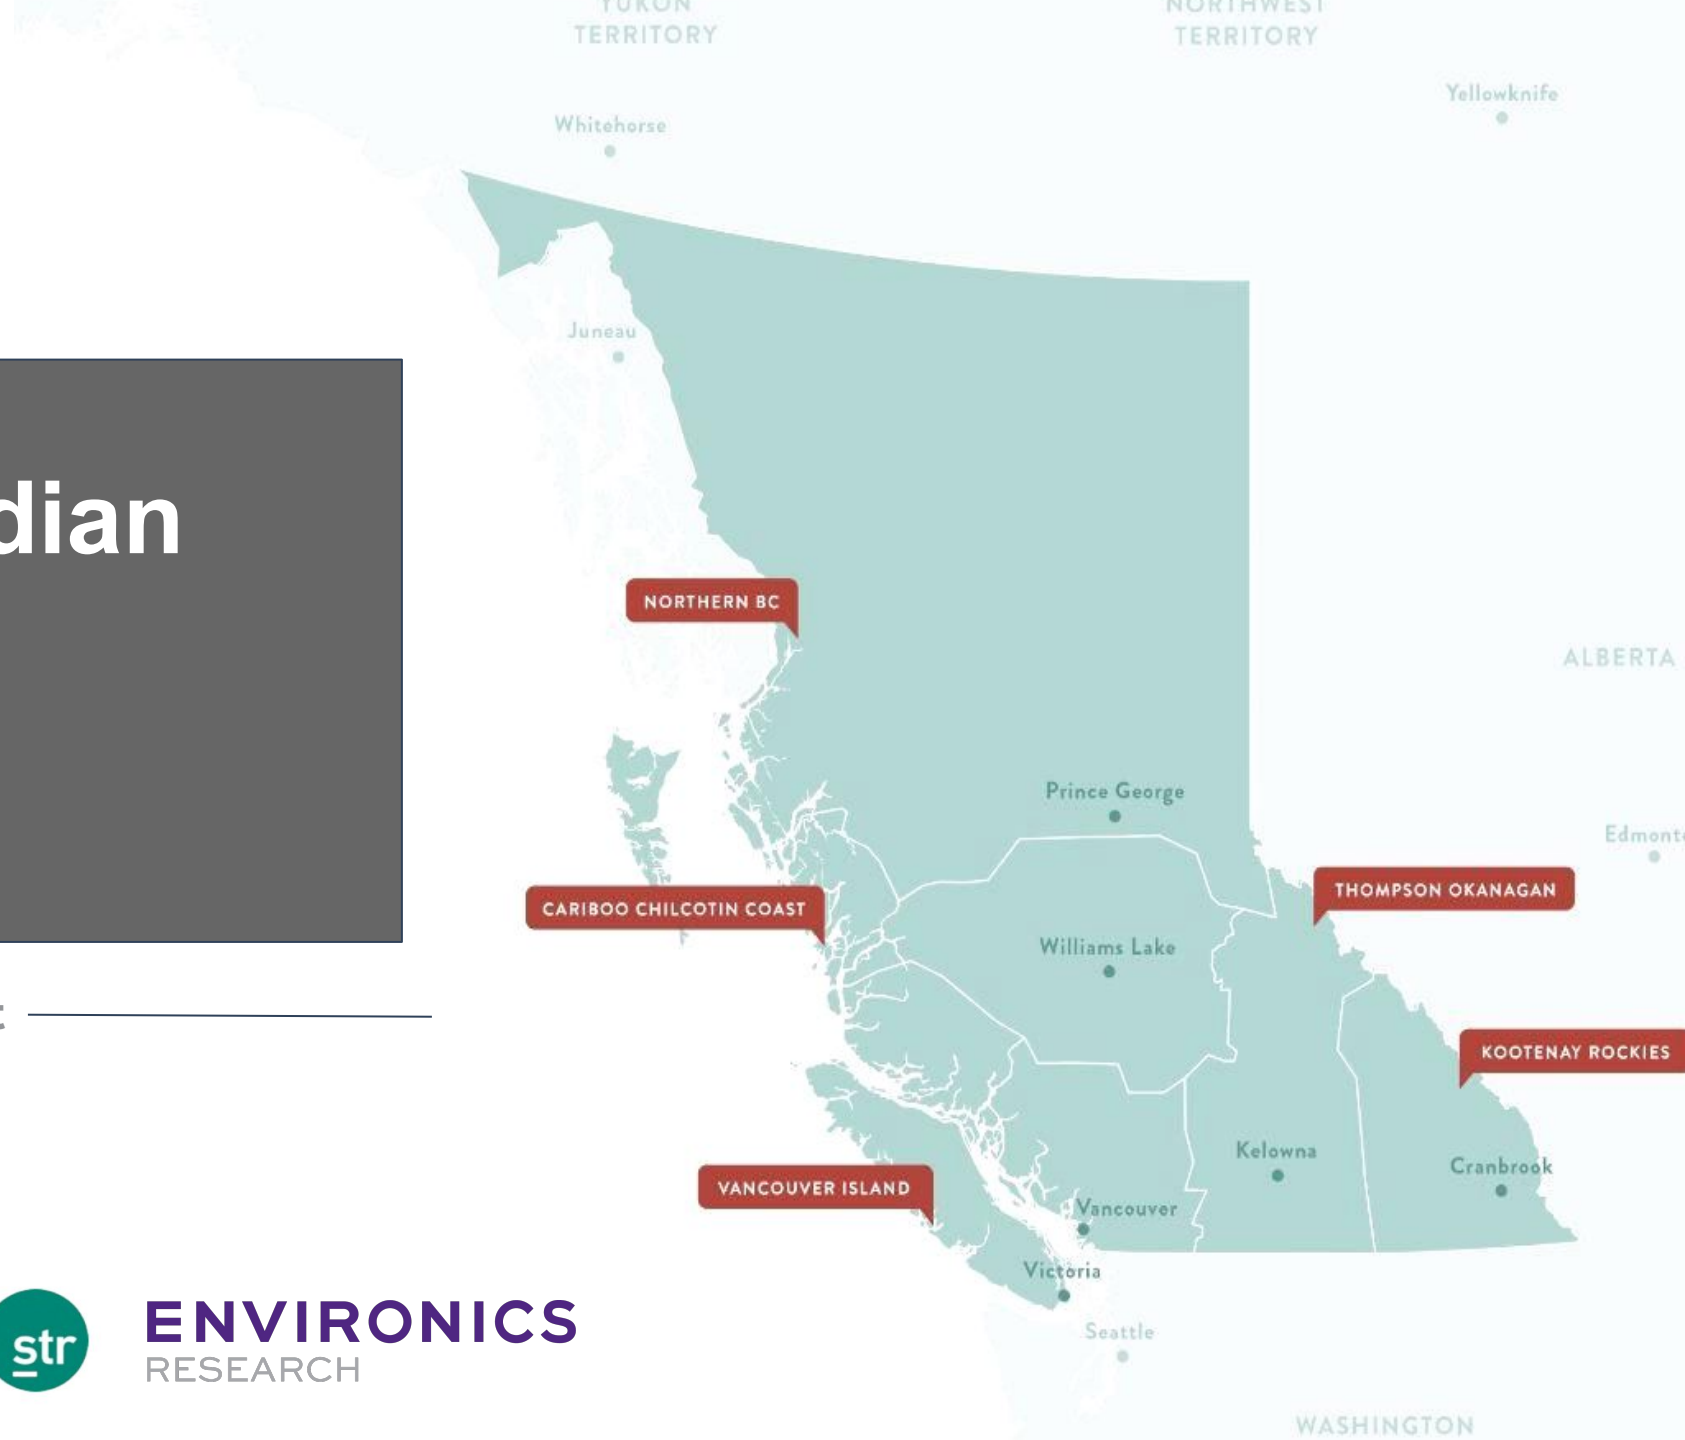 YUKON
TERRITORY
NORTHWEST
TERRITORY
Yellowknife
Whitehorse
Juneau
dian
NORTHERN BC
ALBERTA
Prince George
Edmonto
THOMPSON OKANAGAN
CARIBOO CHILCOTIN COAST
Williams Lake
t
KOOTENAY ROCKIES
Kelowna
Cranbrook
VANCOUVER ISLAND
Vancouver
Victoria
str
ENVIRONICS
RESEARCH
Seattle
WASHINGTON